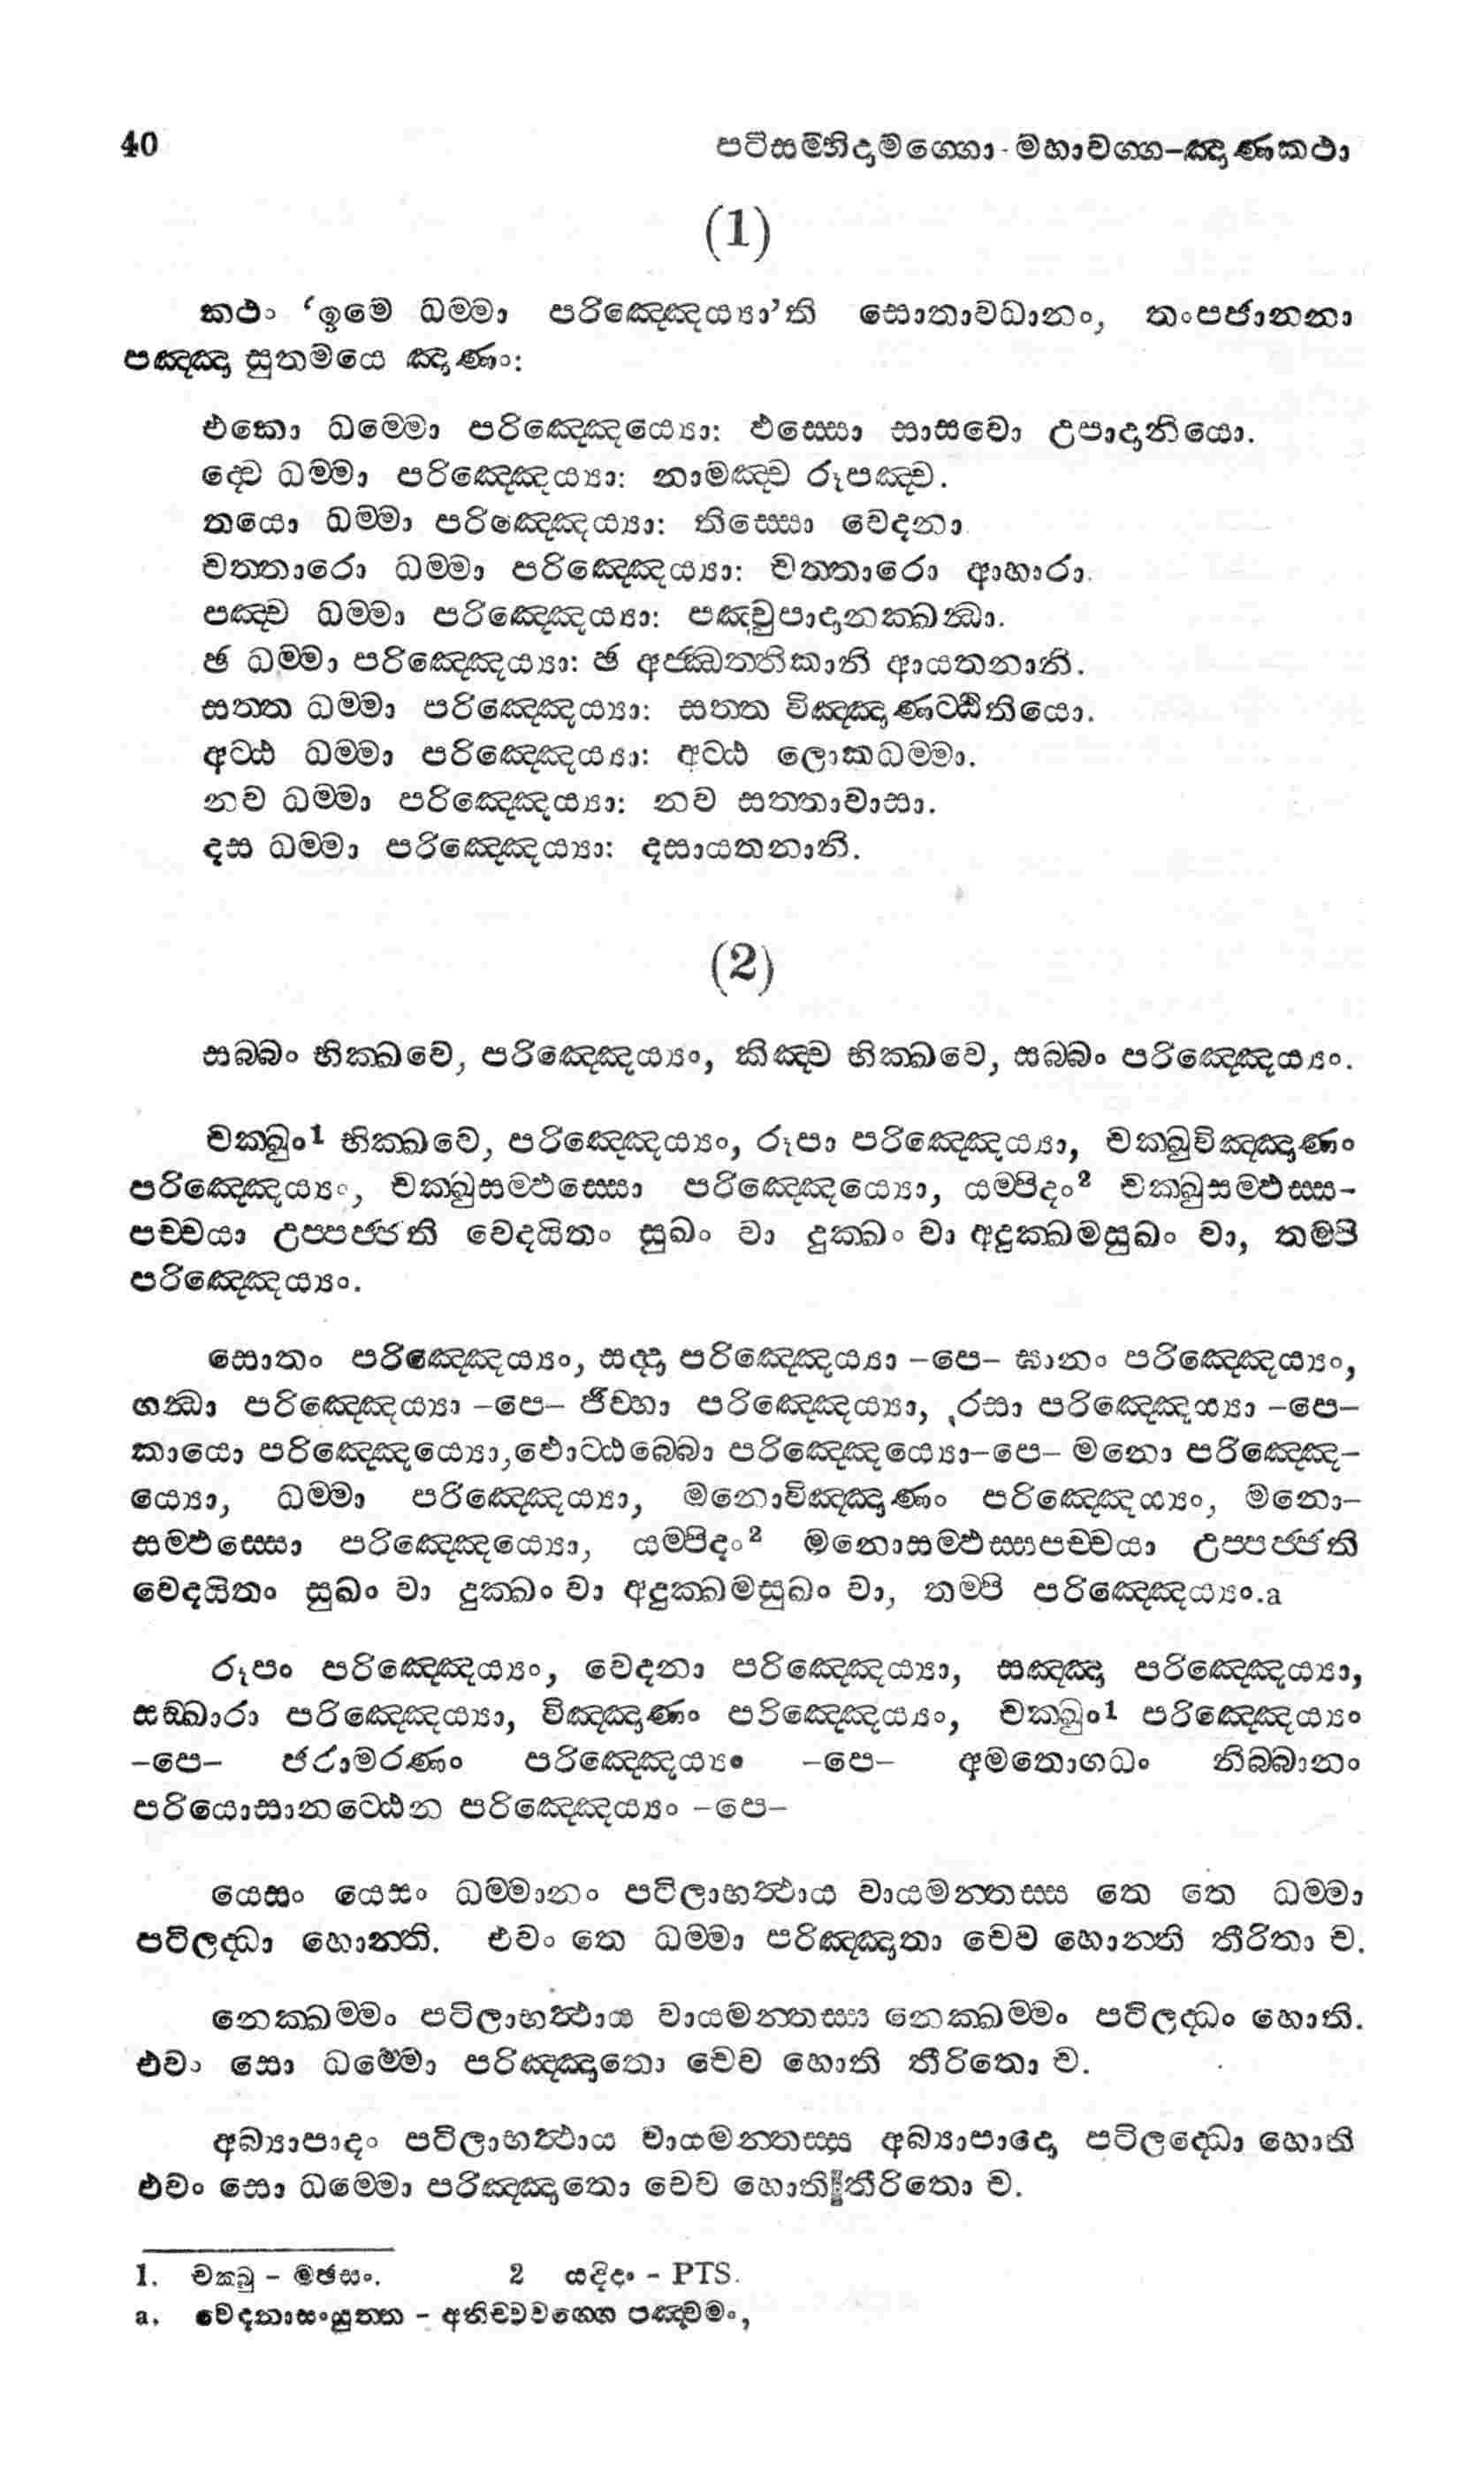 40 පටිසම්භිදාමග්ගො - මහාවග්ග–ඤාණකථා
(1)
කථං ‘ඉමෙ ධම්මා පරිඤ්ඤෙය්‍යා’ති සොතාවධානං, තංපජානනා
පඤ්ඤා සුතමයෙ ඤාණං:
එකො ධම්මො පරිඤ්ඤෙය්‍යො: ඵස්සො සාසවො උපාදානියො.
ද්වෙ ධම්මා පරිඤ්ඤෙය්‍යා: නාමඤ්ච රූපඤ්ච.
තයො ධම්මා පරිඤ්ඤෙය්‍යා: තිස්සො වෙදනා
චත්තාරො ධම්මා පරිඤ්ඤෙය්‍යා: චත්තාරො ආහාරා.
පඤ්ච ධම්මා පරිඤ්ඤෙය්‍යා: පඤ්චුපාදානක්ඛන්ධා.
ඡ ධම්මා පරිඤ්ඤෙය්‍යා: ඡ අජ්ඣත්තිකානි ආයතනානි.
සත්ත ධම්මා පරිඤ්ඤෙය්‍යා: සත්ත විඤ්ඤාණට්ඨිතියො.
අට්ඨ ධම්මා පරිඤ්ඤෙය්‍යා: අට්ඨ ලොකධම්මා.
නව ධම්මා පරිඤ්ඤෙය්‍යා: නව සත්තාවාසා.
දස ධම්මා පරිඤ්ඤෙය්‍යා: දසායතනානි.
(2)
සබ්බං භික්ඛවෙ, පරිඤ්ඤෙය්‍යං, කිඤ්ච භික්ඛවෙ, සබ්බං පරිඤ්ඤෙය්‍යං.
චක්ඛුං1 භික්ඛවෙ, පරිඤ්ඤෙය්‍යං, රූපා පරිඤ්ඤෙය්‍යා, චක්ඛුවිඤ්ඤාණං
පරිඤ්ඤෙය්‍යං, චක්ඛුසම්ඵස්සො පරිඤ්ඤෙය්‍යො, යම්පිදං2 චක්ඛුසම්ඵස්ස-
පච්චයා උප්පජ්ජති වෙදයිතං සුඛං වා දුක්ඛං වා අදුක්ඛමසුඛං වා, තම්පි
පරිඤ්ඤෙය්‍යං.
සොතං පරිඤ්ඤෙය්‍යං, සද්දා පරිඤ්ඤෙය්‍යා –පෙ– ඝානං පරිඤ්ඤෙය්‍යං,
ගන්ධා පරිඤ්ඤෙය්‍යා –පෙ– ජිව්හා පරිඤ්ඤෙය්‍යා, රසා පරිඤ්ඤෙය්‍යා –පෙ–
කායො පරිඤ්ඤෙය්‍යො, ඵොට්ඨබ්බො පරිඤ්ඤෙය්‍යො–පෙ– මනො පරිඤ්ඤෙ-
ය්‍යො, ධම්මා පරිඤ්ඤෙය්‍යා, මනොවිඤ්ඤාණං පරිඤ්ඤෙය්‍යං, මනො-
සම්ඵස්සො පරිඤ්ඤෙය්‍යො, යම්පිදං2 මනොසම්ඵස්සපච්චයා උප්පජ්ජති
වෙදයිතං සුඛං වා දුක්ඛං වා අදුක්ඛමසුඛං වා, තම්පි පරිඤ්ඤෙය්‍යං.a
රූපං පරිඤ්ඤෙය්‍යං, වෙදනා පරිඤ්ඤෙය්‍යා, සඤ්ඤා පරිඤ්ඤෙය්‍යා,
සඞ්ඛාරා පරිඤ්ඤෙය්‍යා, විඤ්ඤාණං පරිඤ්ඤෙය්‍යං, චක්ඛුං1 පරිඤ්ඤෙය්‍යං
–පෙ– ජරාමරණං පරිඤ්ඤෙය්‍යං –පෙ– අමතොගධං නිබ්බානං
පරියොසානට්ඨෙන පරිඤ්ඤෙය්‍යං –පෙ–
යෙසං යෙසං ධම්මානං පටිලාභත්ථාය වායමන්තස්ස තෙ තෙ ධම්මා
පටිලද්ධා හොන්ති. එවං තෙ ධම්මා පරිඤ්ඤාතා චෙව හොන්ති තීරිතා ච.
නෙක්ඛම්මං පටිලාභත්ථාය වායමන්තස්ස නෙක්ඛම්මං පටිලද්ධං හොති.
එවං සො ධම්මො පරිඤ්ඤාතො චෙව හොති තීරිතො ච.
අබ්‍යාපාදං පටිලාභත්ථාය වායමන්තස්ස අබ්‍යාපාදො පටිලද්ධො හොති
එවං සො ධම්මො පරිඤ්ඤාතො චෙව හොති තීරිතො ච.
1. චක්ඛු - මඡසං. 2 යදිදං - PTS.
a. වෙදනාසංයුත්ත - අනිච්චවග්ගෙ පඤ්චමං,